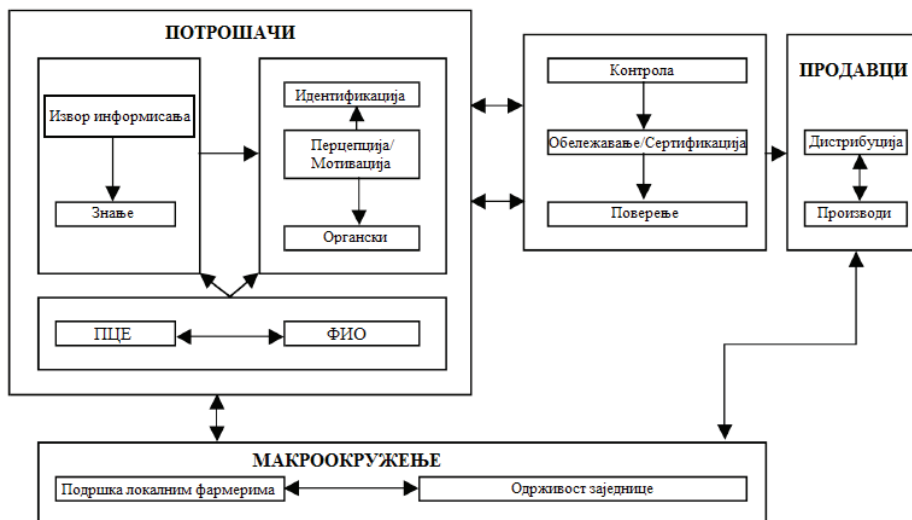 ПОТРОШАЧИ
Извор информисања
Знање
Идентификација
Перцепција/
Мотивација
Органски
ПЦЕ
ФИО
Контрола
Обележавање/Сертификација
Поверење
ПРОДАВЦИ
Дистрибуција
Производи
МАКРООКРУЖЕЊЕ
Подршка локалним фармерима
Одрживост заједнице